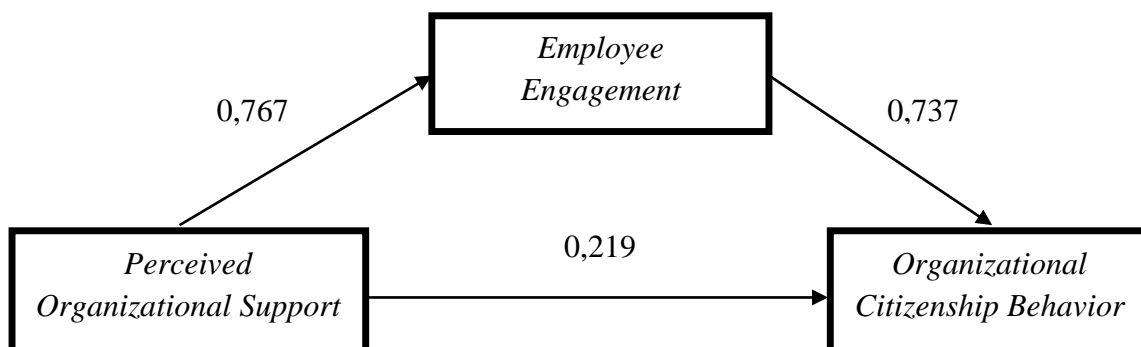 Employee
Engagement
0,767
0,737
Perceived
Organizational Support
0,219
Organizational
Citizenship Behavior